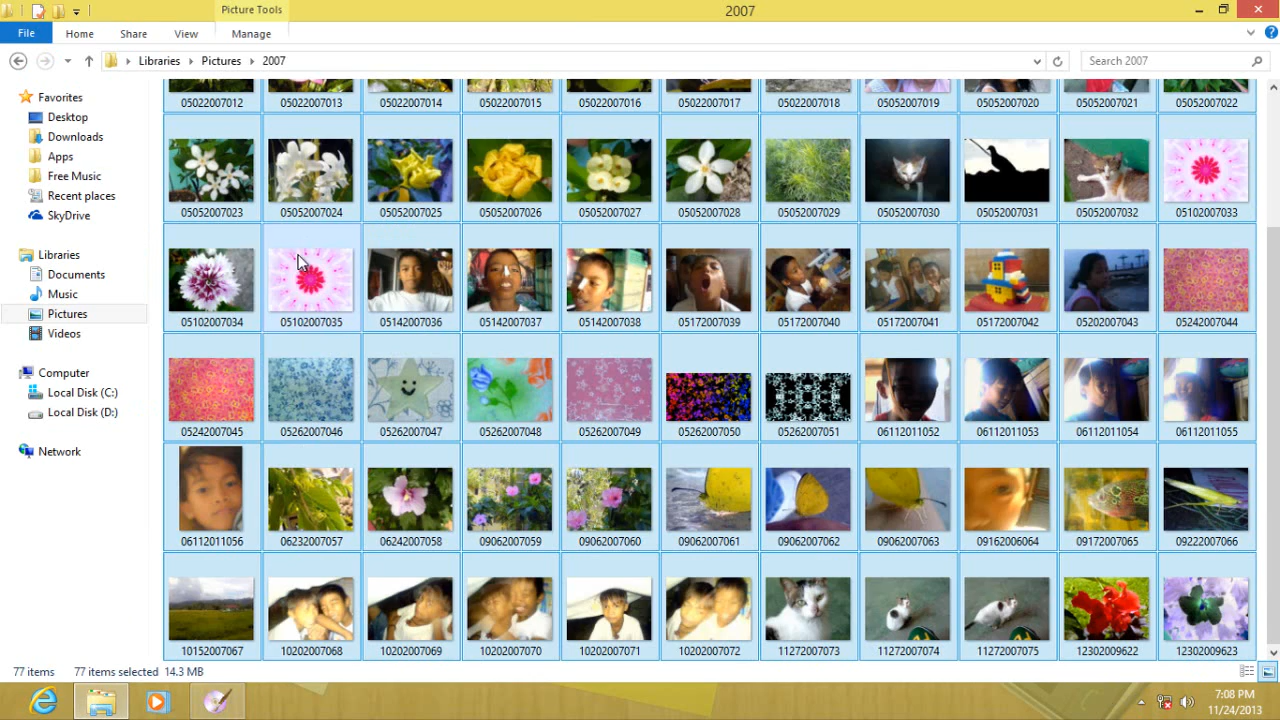 Picture Tools
2007
File
Home
Share
View
Manage
Libraries
Pictures
2007
Search 2007
05022007012 05022007013 05022007014 05022007015 05022007016 05022007017 05022007018 05052007019 05052007020 05052007021 05052007022
Favorites
Desktop
Downloads
Apps
Free Music
Recent places
SkyDrive
Libraries
Documents
Music
Pictures
Videos
Computer
Local Disk (C:)
Local Disk (D:)
Network
05052007023 05052007024 05052007025 05052007026 05052007027 05052007028 05052007029 05052007030 05052007031 05052007032 05102007033
05102007034 05102007035 05142007036 05142007037 05142007038 05172007039 05172007040 05172007041 05172007042 05202007043 05242007044
05242007045 05262007046 05262007047 05262007048 05262007049 05262007050 05262007051 06112011052 06112011053 06112011054 06112011055
06112011056 06232007057 06242007058 09062007059 09062007060 09062007061 09062007062 09062007063 09162006064 09172007065 09222007066
10152007067 10202007068 10202007069 10202007070 10202007071 10202007072 11272007073 11272007074 11272007075 12302009622 12302009623
77 items
77 items selected 14.3 MB
7:08 PM
11/24/2013